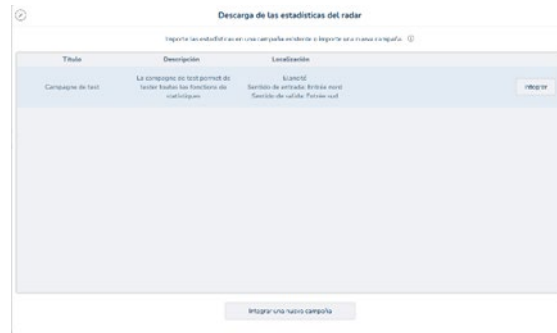 Descarga de las estadísticas del radar
Importe las estadísticas en una campaña existente o importe una nueva campaña.
Título Descripción Localización
Campagne de test
La campagne de test permet de
tester toutes les fonctions de
statistiques
Sentido de entrada: Entrée nord
Sentido de salida: Entrée sud
Integrar
Integrar una nueva campaña